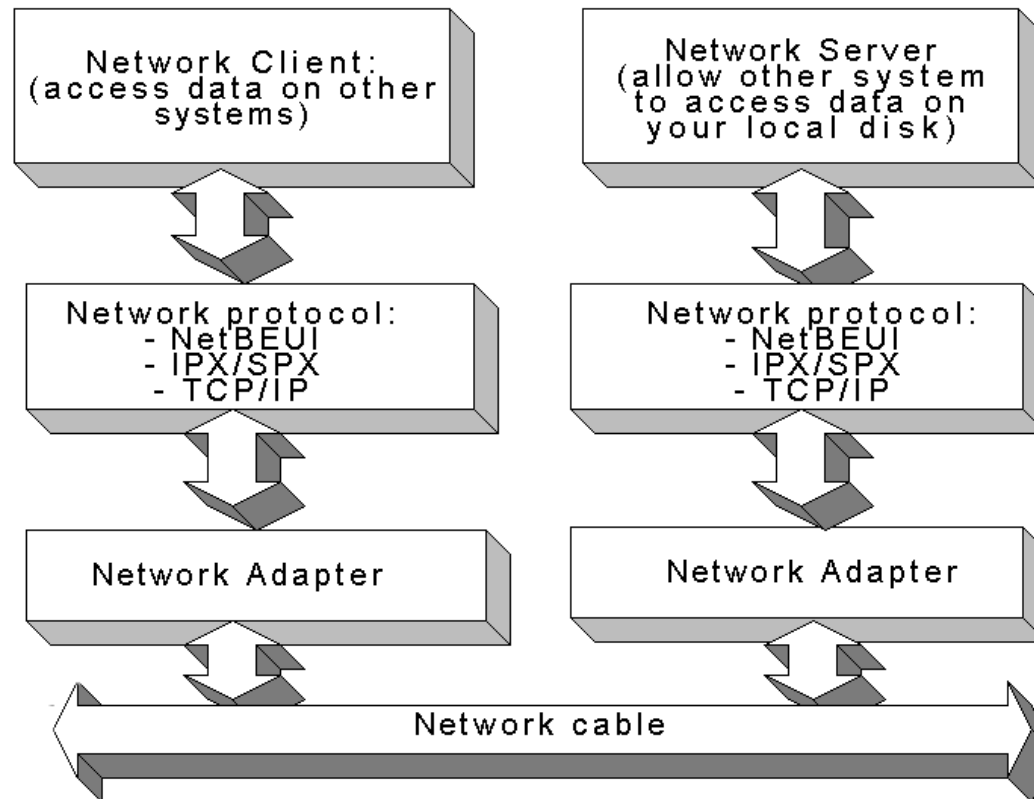 Network Client:
(access data on other
systems)
Network Server
(allow other system
to access data on
your local disk)
Network protocol:
- NetBEUI
- IPX/SPX
- TCP/IP
Network protocol:
- NetBEUI
- IPX/SPX
- TCP/IP
Network Adapter
Network Adapter
Network cable